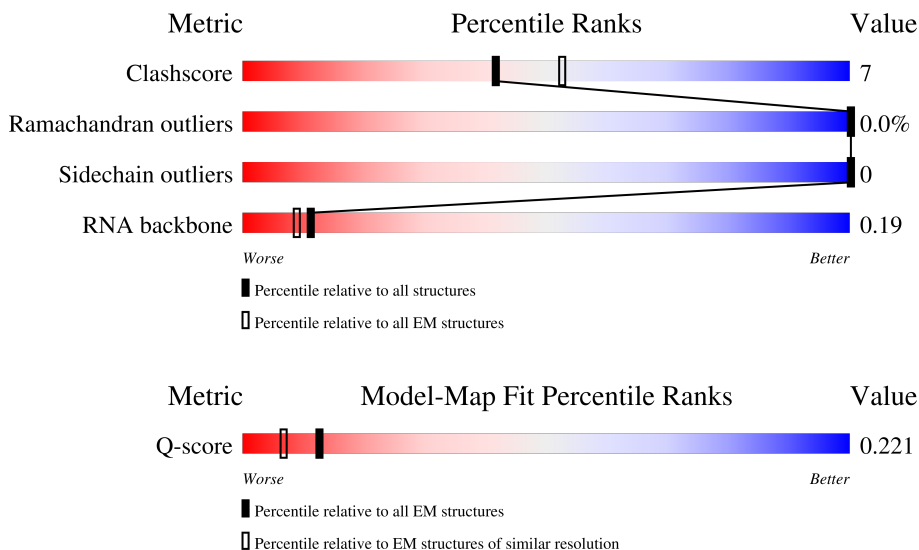 Metric Percentile Ranks Value
Clashscore 7
Ramachandran outliers 0.0%
Sidechain outliers 0
RNA backbone 0.19
Worse Better
Percentile relative to all structures
Percentile relative to all EM structures
Metric Model-Map Fit Percentile Ranks Value
Q-score 0.221
Worse Better
Percentile relative to all EM structures
Percentile relative to EM structures of similar resolution